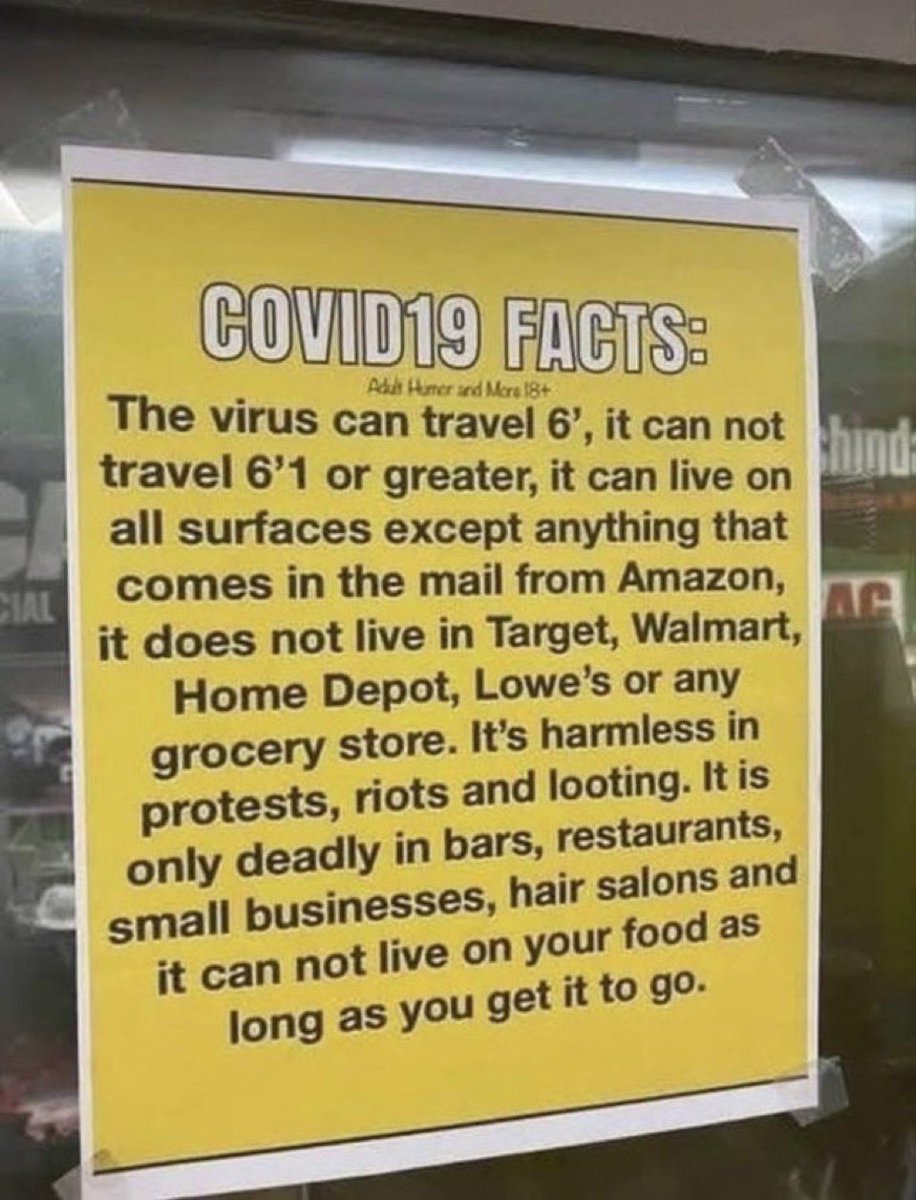 COVID19 FACTS:
Adult Humor and More 18+
The virus can travel 6', it can not
travel 6'1 or greater, it can live on
all surfaces except anything that
comes in the mail from Amazon,
it does not live in Target, Walmart,
Home Depot, Lowe's or any
grocery store. It's harmless in
protests, riots and looting. It is
only deadly in bars, restaurants,
small businesses, hair salons and
it can not live on your food as
long as you get it to go.